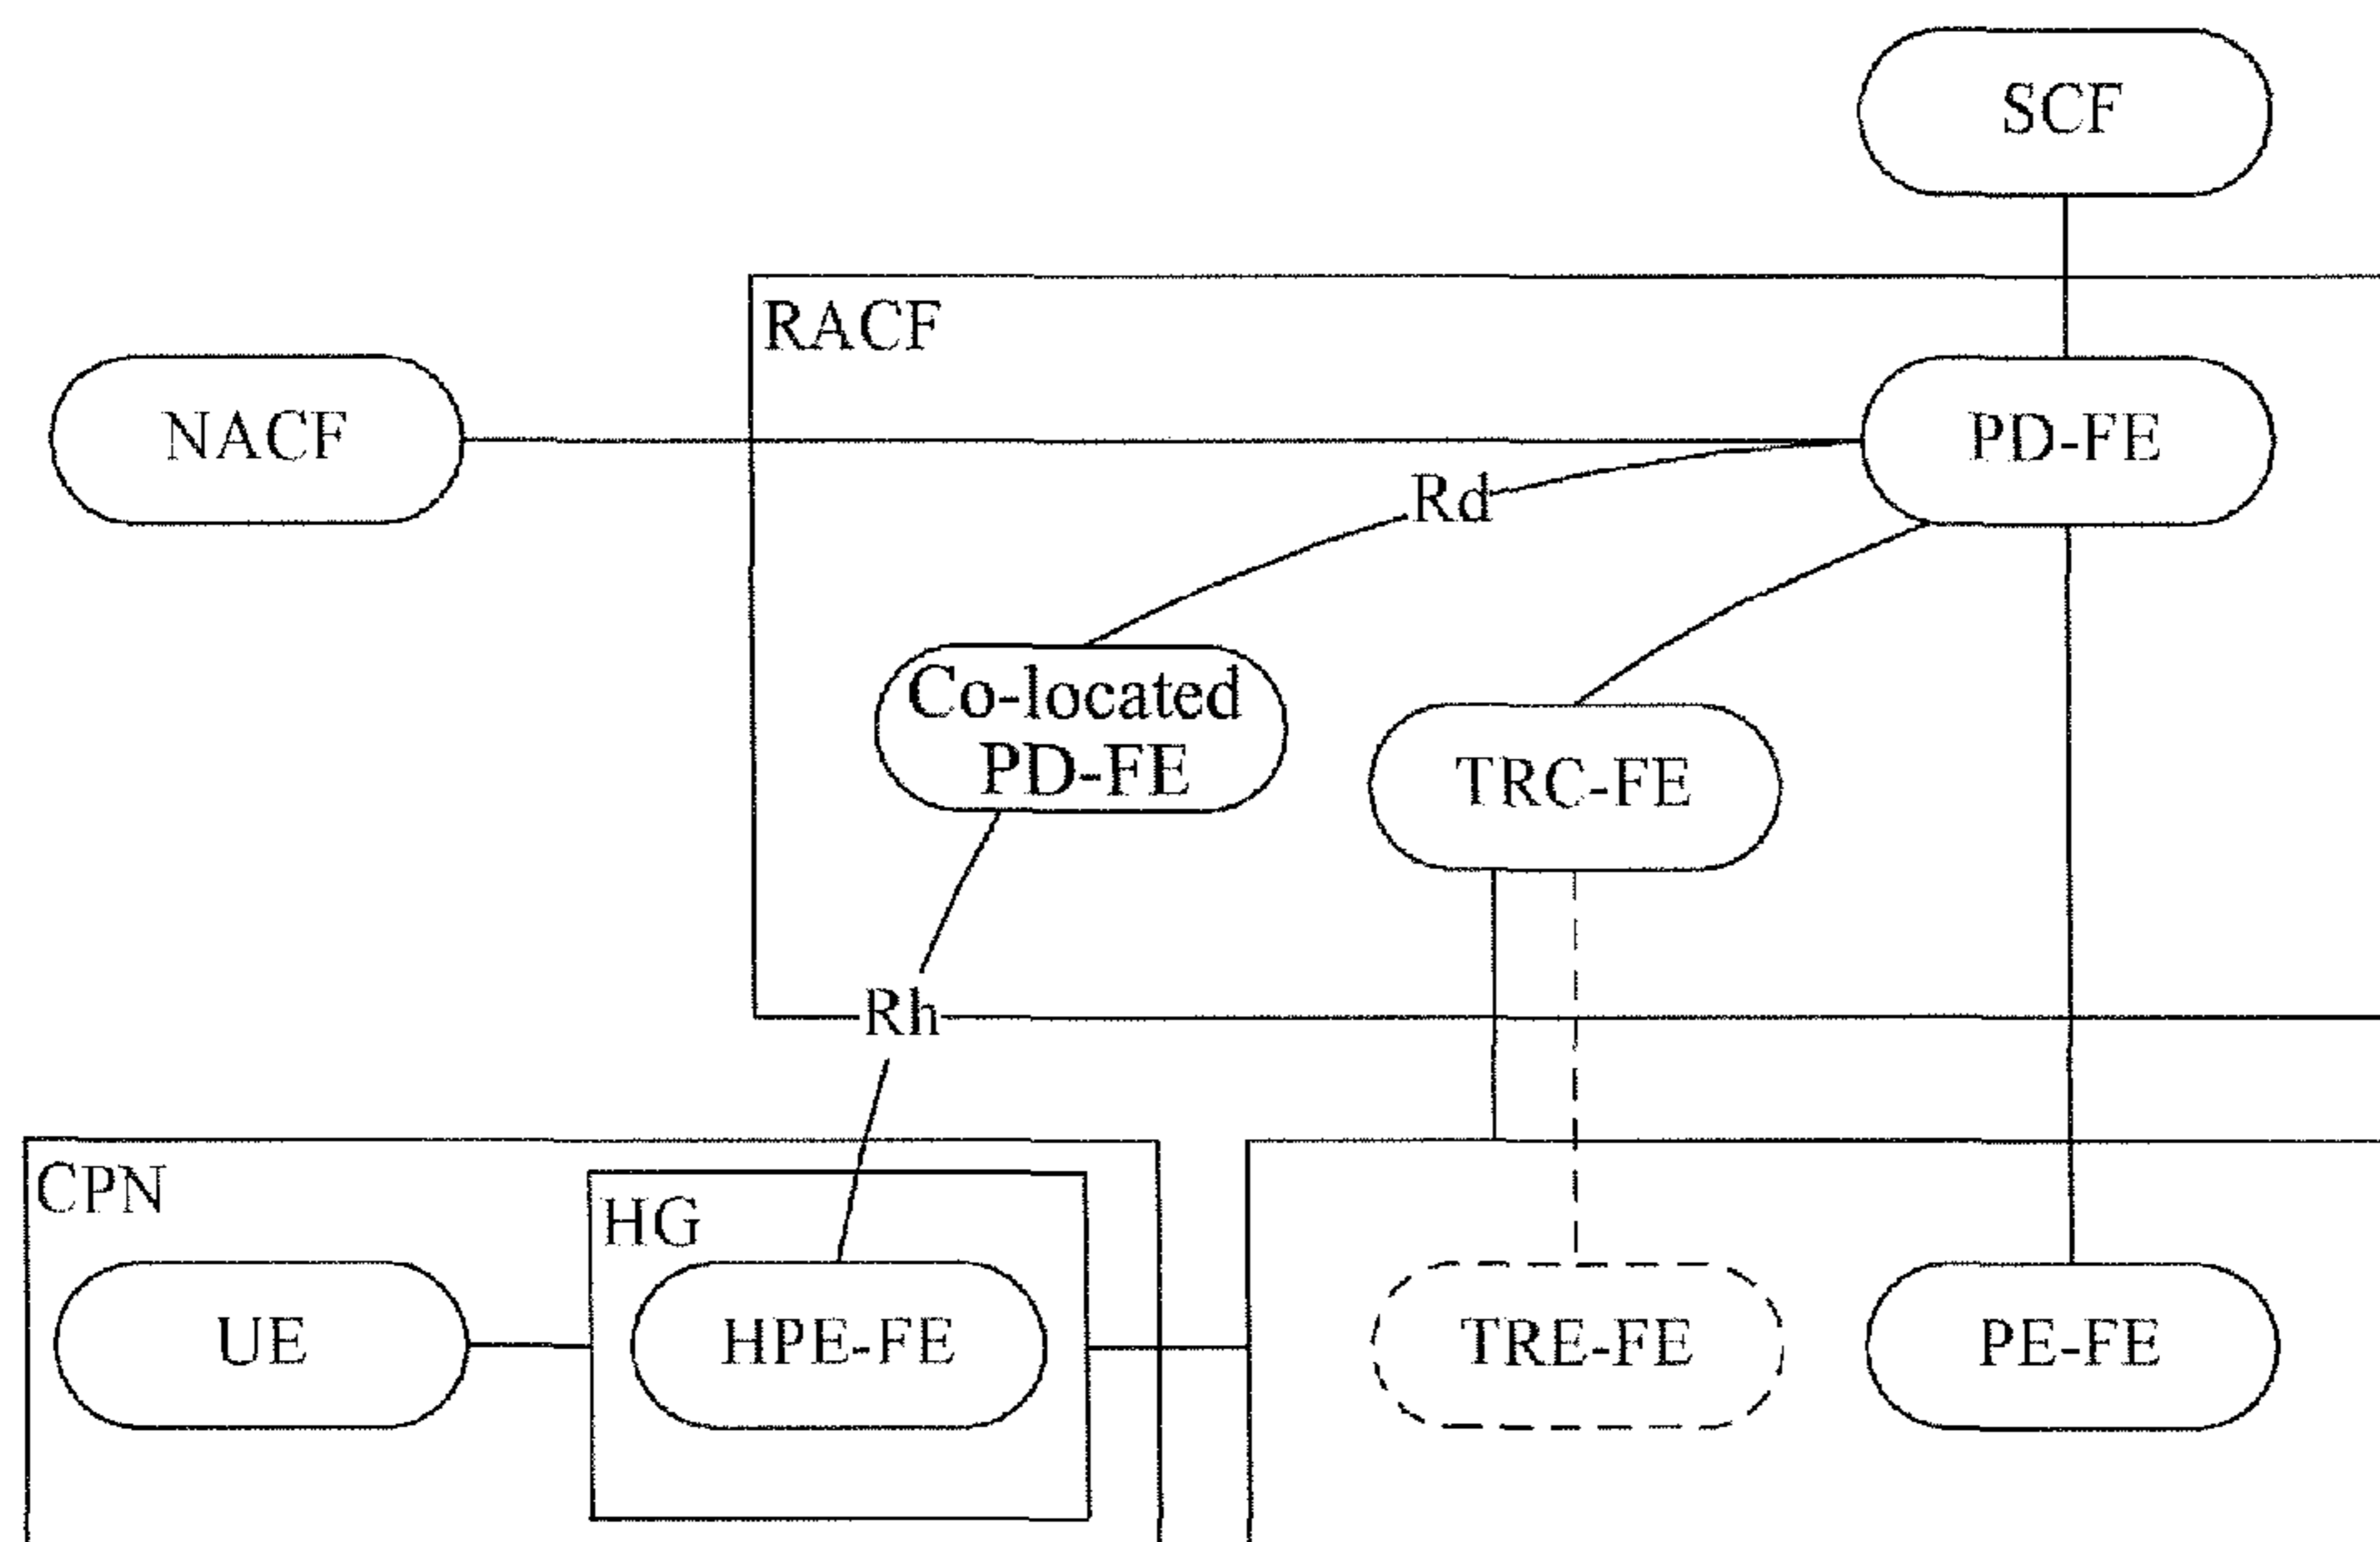 SCF
RACF
NACF
PD-FE
Rd
Co-located
PD-FE
TRC-FE
Rh
CPN
HG
UE
HPE-FE
TRE-FE
PE-FE